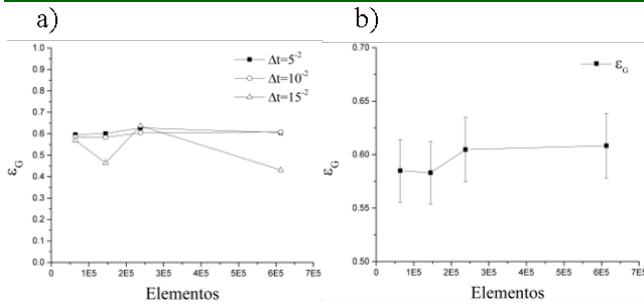 a)
1.0
0.9
0.8
0.7
0.6
0.5
0.4
0.3
0.2
0.1
0.0
εG
Δt=5⁻²
Δt=10⁻²
Δt=15⁻²
0 1E5 2E5 3E5 4E5 5E5 6E5 7E5
Elementos
b)
0.70
0.65
0.60
0.55
0.50
εG
εG
0 1E5 2E5 3E5 4E5 5E5 6E5 7E5
Elementos